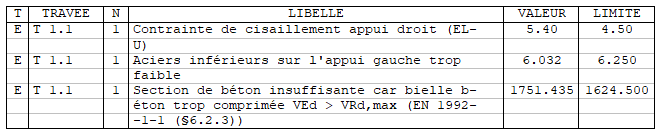 T TRAVEE N LIBELLE VALEUR LIMITE
E T 1.1 1 Contrainte de cisaillement appui droit (EL- 5.40 4.50
U)
E T 1.1 1 Aciers inférieurs sur l'appui gauche trop 6.032 6.250
faible
E T 1.1 1 Section de béton insuffisante car bielle b- 1751.435 1624.500
éton trop comprimée VEd > VRd,max (EN 1992-
-1-1 (§6.2.3))